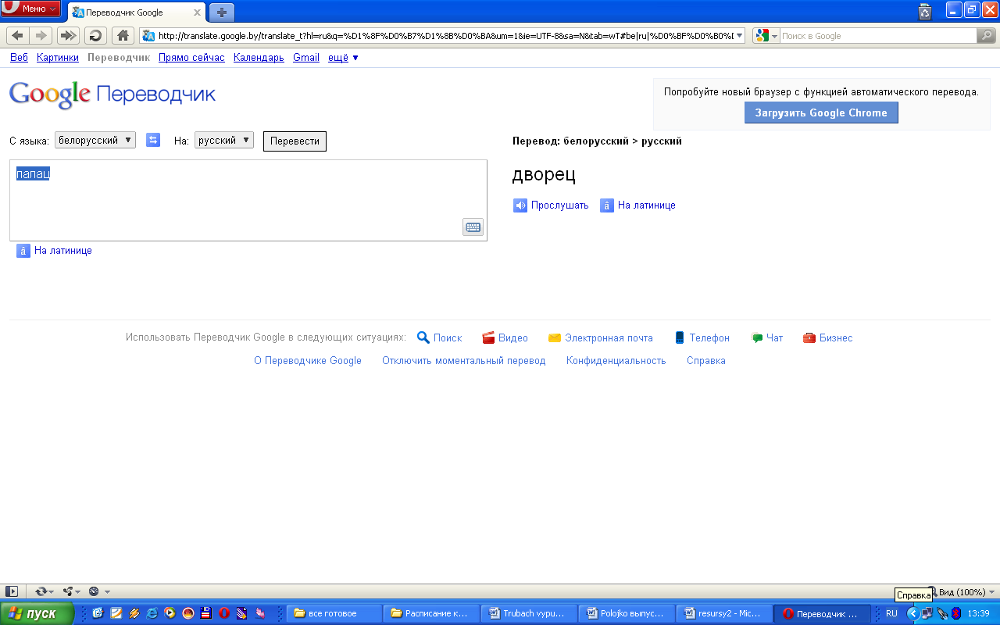 Меню
Переводчик Google
http://translate.google.by/translate_t?hl=ru&q=%D1%8F%D0%B7%D1%8B%D0%BA&um=1&ie=UTF-8&sa=N&tab=wT#be|ru|%D0%BF%D0%B0%
Поиск в Google
Веб Картинки Переводчик Прямо сейчас Календарь Gmail ещё ▼
Google Переводчик
Попробуйте новый браузер с функцией автоматического перевода.
Загрузить Google Chrome
С языка: белорусский На: русский Перевести
Перевод: белорусский > русский
палац
дворец
Прослушать На латинице
На латинице
Использовать Переводчик Google в следующих ситуациях: Поиск Видео Электронная почта Телефон Чат Бизнес
О Переводчике Google Отключить моментальный перевод Конфиденциальность Справка
Вид (100%)
Справка
пуск все готовое Расписание к... Trubach vypu... Polojko выпус... resursy2 - Mic... Переводчик ... RU 13:39